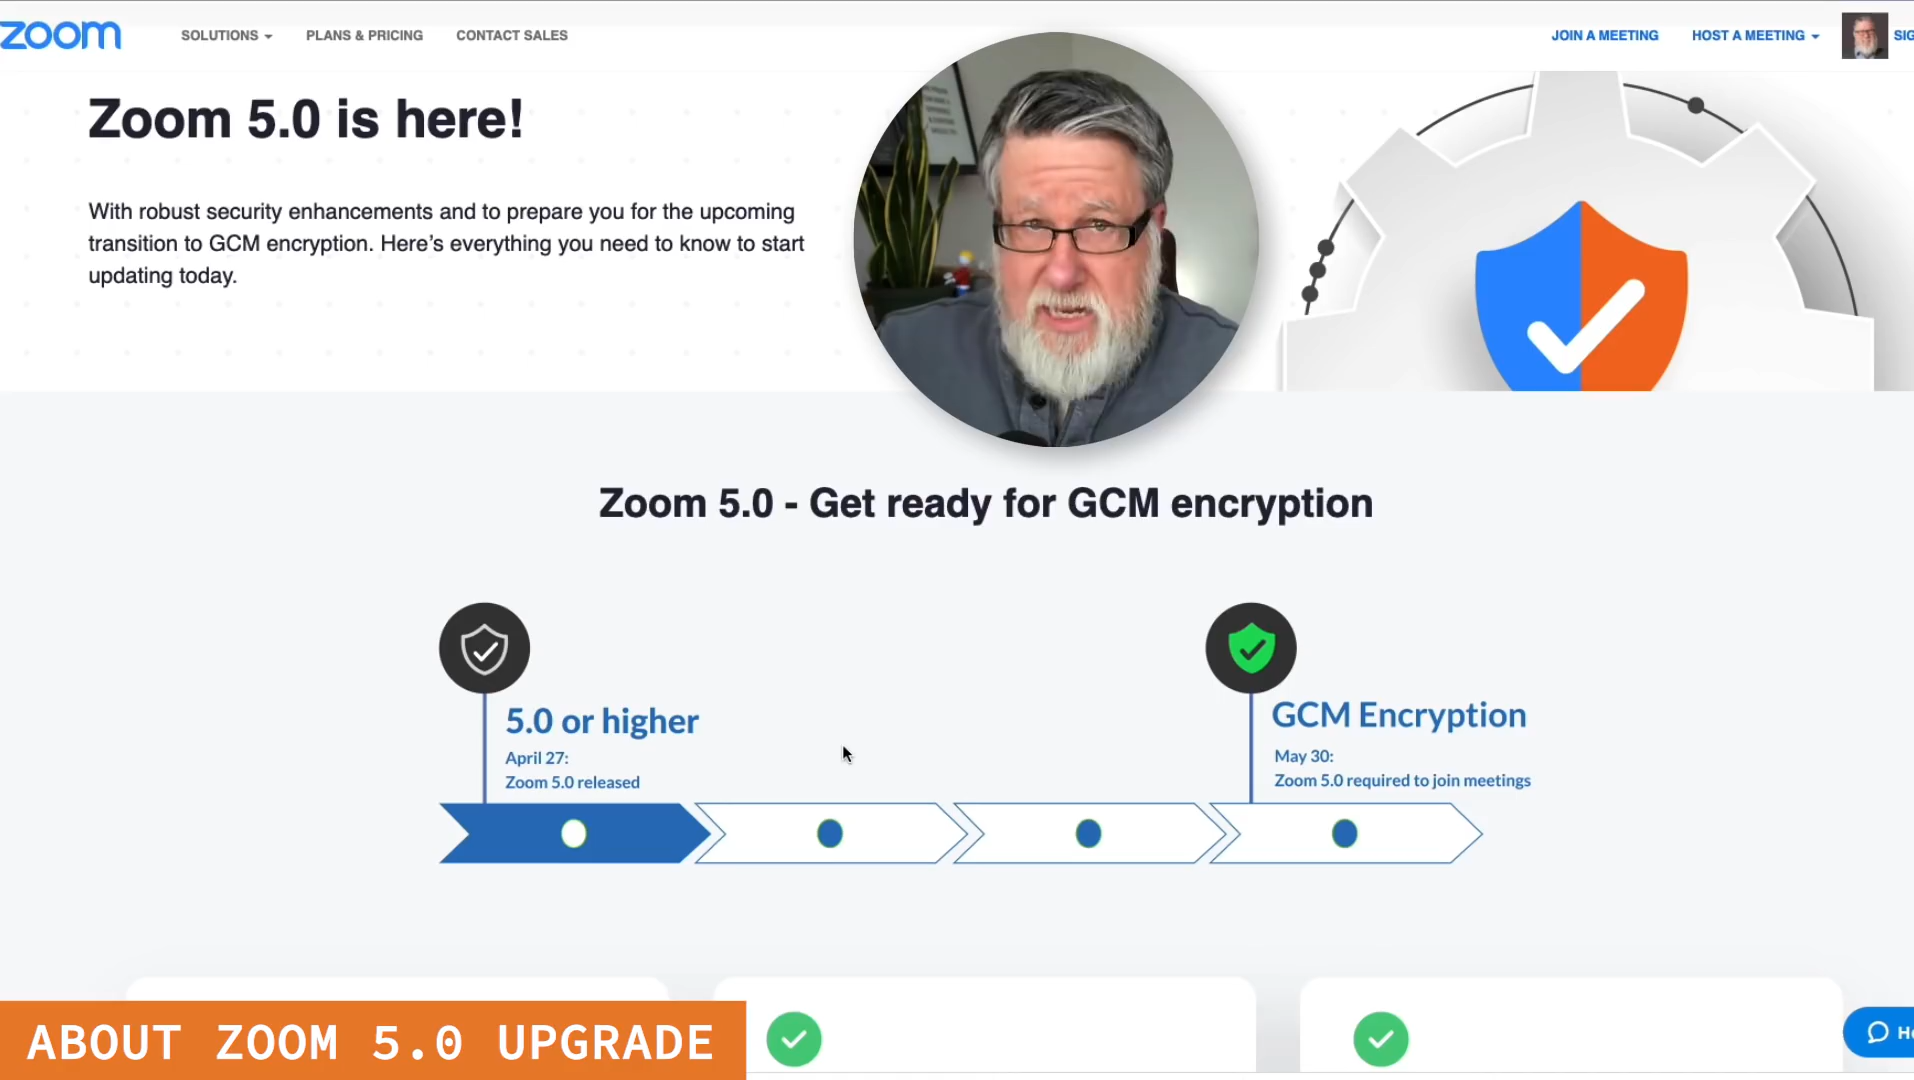 zoom
SOLUTIONS
PLANS & PRICING
CONTACT SALES
JOIN A MEETING
HOST A MEETING
SIG
Zoom 5.0 is here!
With robust security enhancements and to prepare you for the upcoming
transition to GCM encryption. Here's everything you need to know to start
updating today.
Zoom 5.0 - Get ready for GCM encryption
5.0 or higher
April 27:
Zoom 5.0 released
GCM Encryption
May 30:
Zoom 5.0 required to join meetings
ABOUT ZOOM 5.0 UPGRADE
He